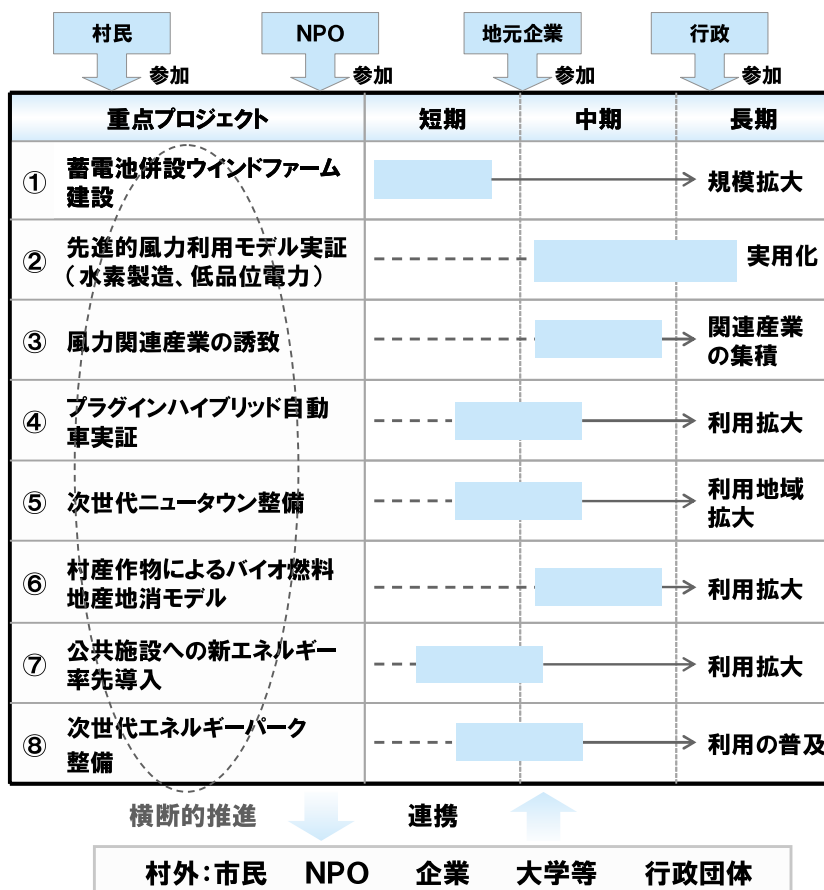 村民 NPO 地元企業 行政
参加 参加 参加 参加
重点プロジェクト 短期 中期 長期
① 蓄電池併設ウインドファーム
建設
規模拡大
② 先進的風力利用モデル実証
（水素製造、低品位電力）
実用化
③ 風力関連産業の誘致
関連産業
の集積
④ プラグインハイブリッド自動
車実証
利用拡大
⑤ 次世代ニュータウン整備
利用地域
拡大
⑥ 村産作物によるバイオ燃料
地産地消モデル
利用拡大
⑦ 公共施設への新エネルギー
率先導入
利用拡大
⑧ 次世代エネルギーパーク
整備
利用の普及
横断的推進 連携
村外：市民 NPO 企業 大学等 行政団体